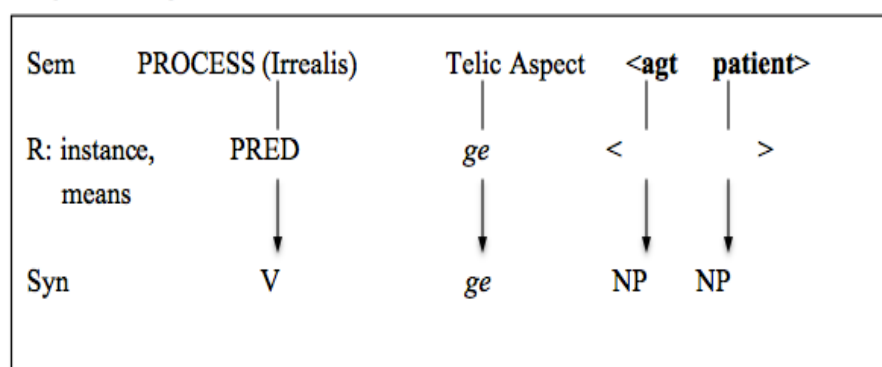 Sem PROCESS (Irrealis) Telic Aspect <agt patient>
R: instance, PRED ge < >
means
Syn V ge NP NP